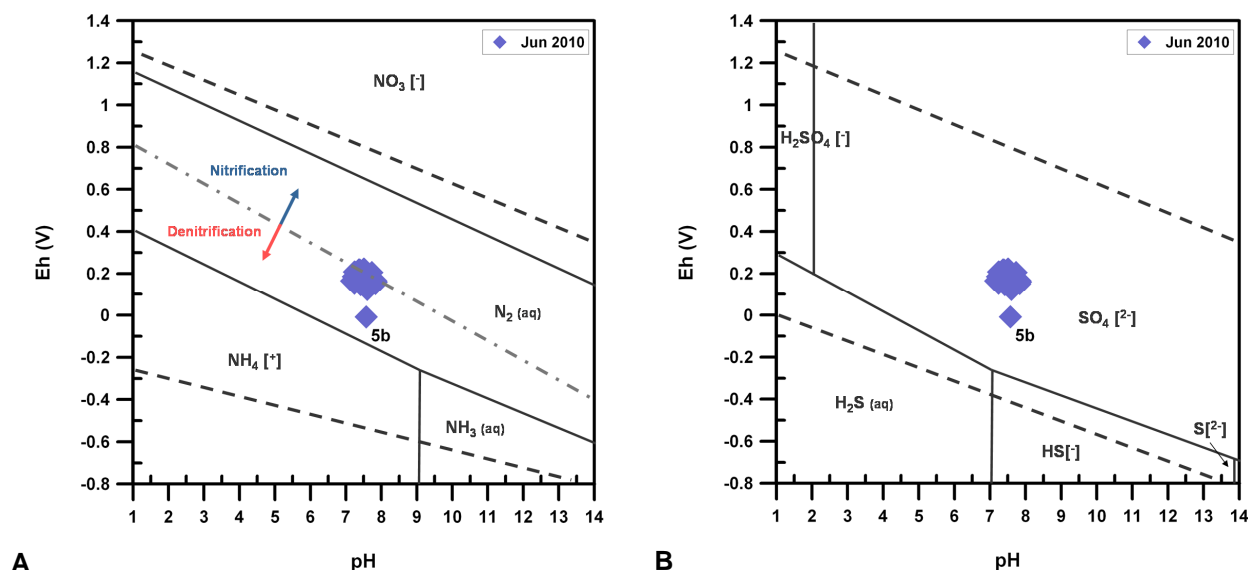 1.4
1.2
1
0.8
0.6
0.4
0.2
0
-0.2
-0.4
-0.6
-0.8
Eh (V)
1 2 3 4 5 6 7 8 9 10 11 12 13 14
pH
A
Jun 2010
NO3 [-]
Nitrification
Denitrification
N2 (aq)
5b
NH4 [+]
NH3 (aq)
1.4
1.2
1
0.8
0.6
0.4
0.2
0
-0.2
-0.4
-0.6
-0.8
Eh (V)
1 2 3 4 5 6 7 8 9 10 11 12 13 14
pH
B
Jun 2010
H2SO4 [-]
SO4 [2-]
5b
H2S (aq)
HS[-]
S[2-]